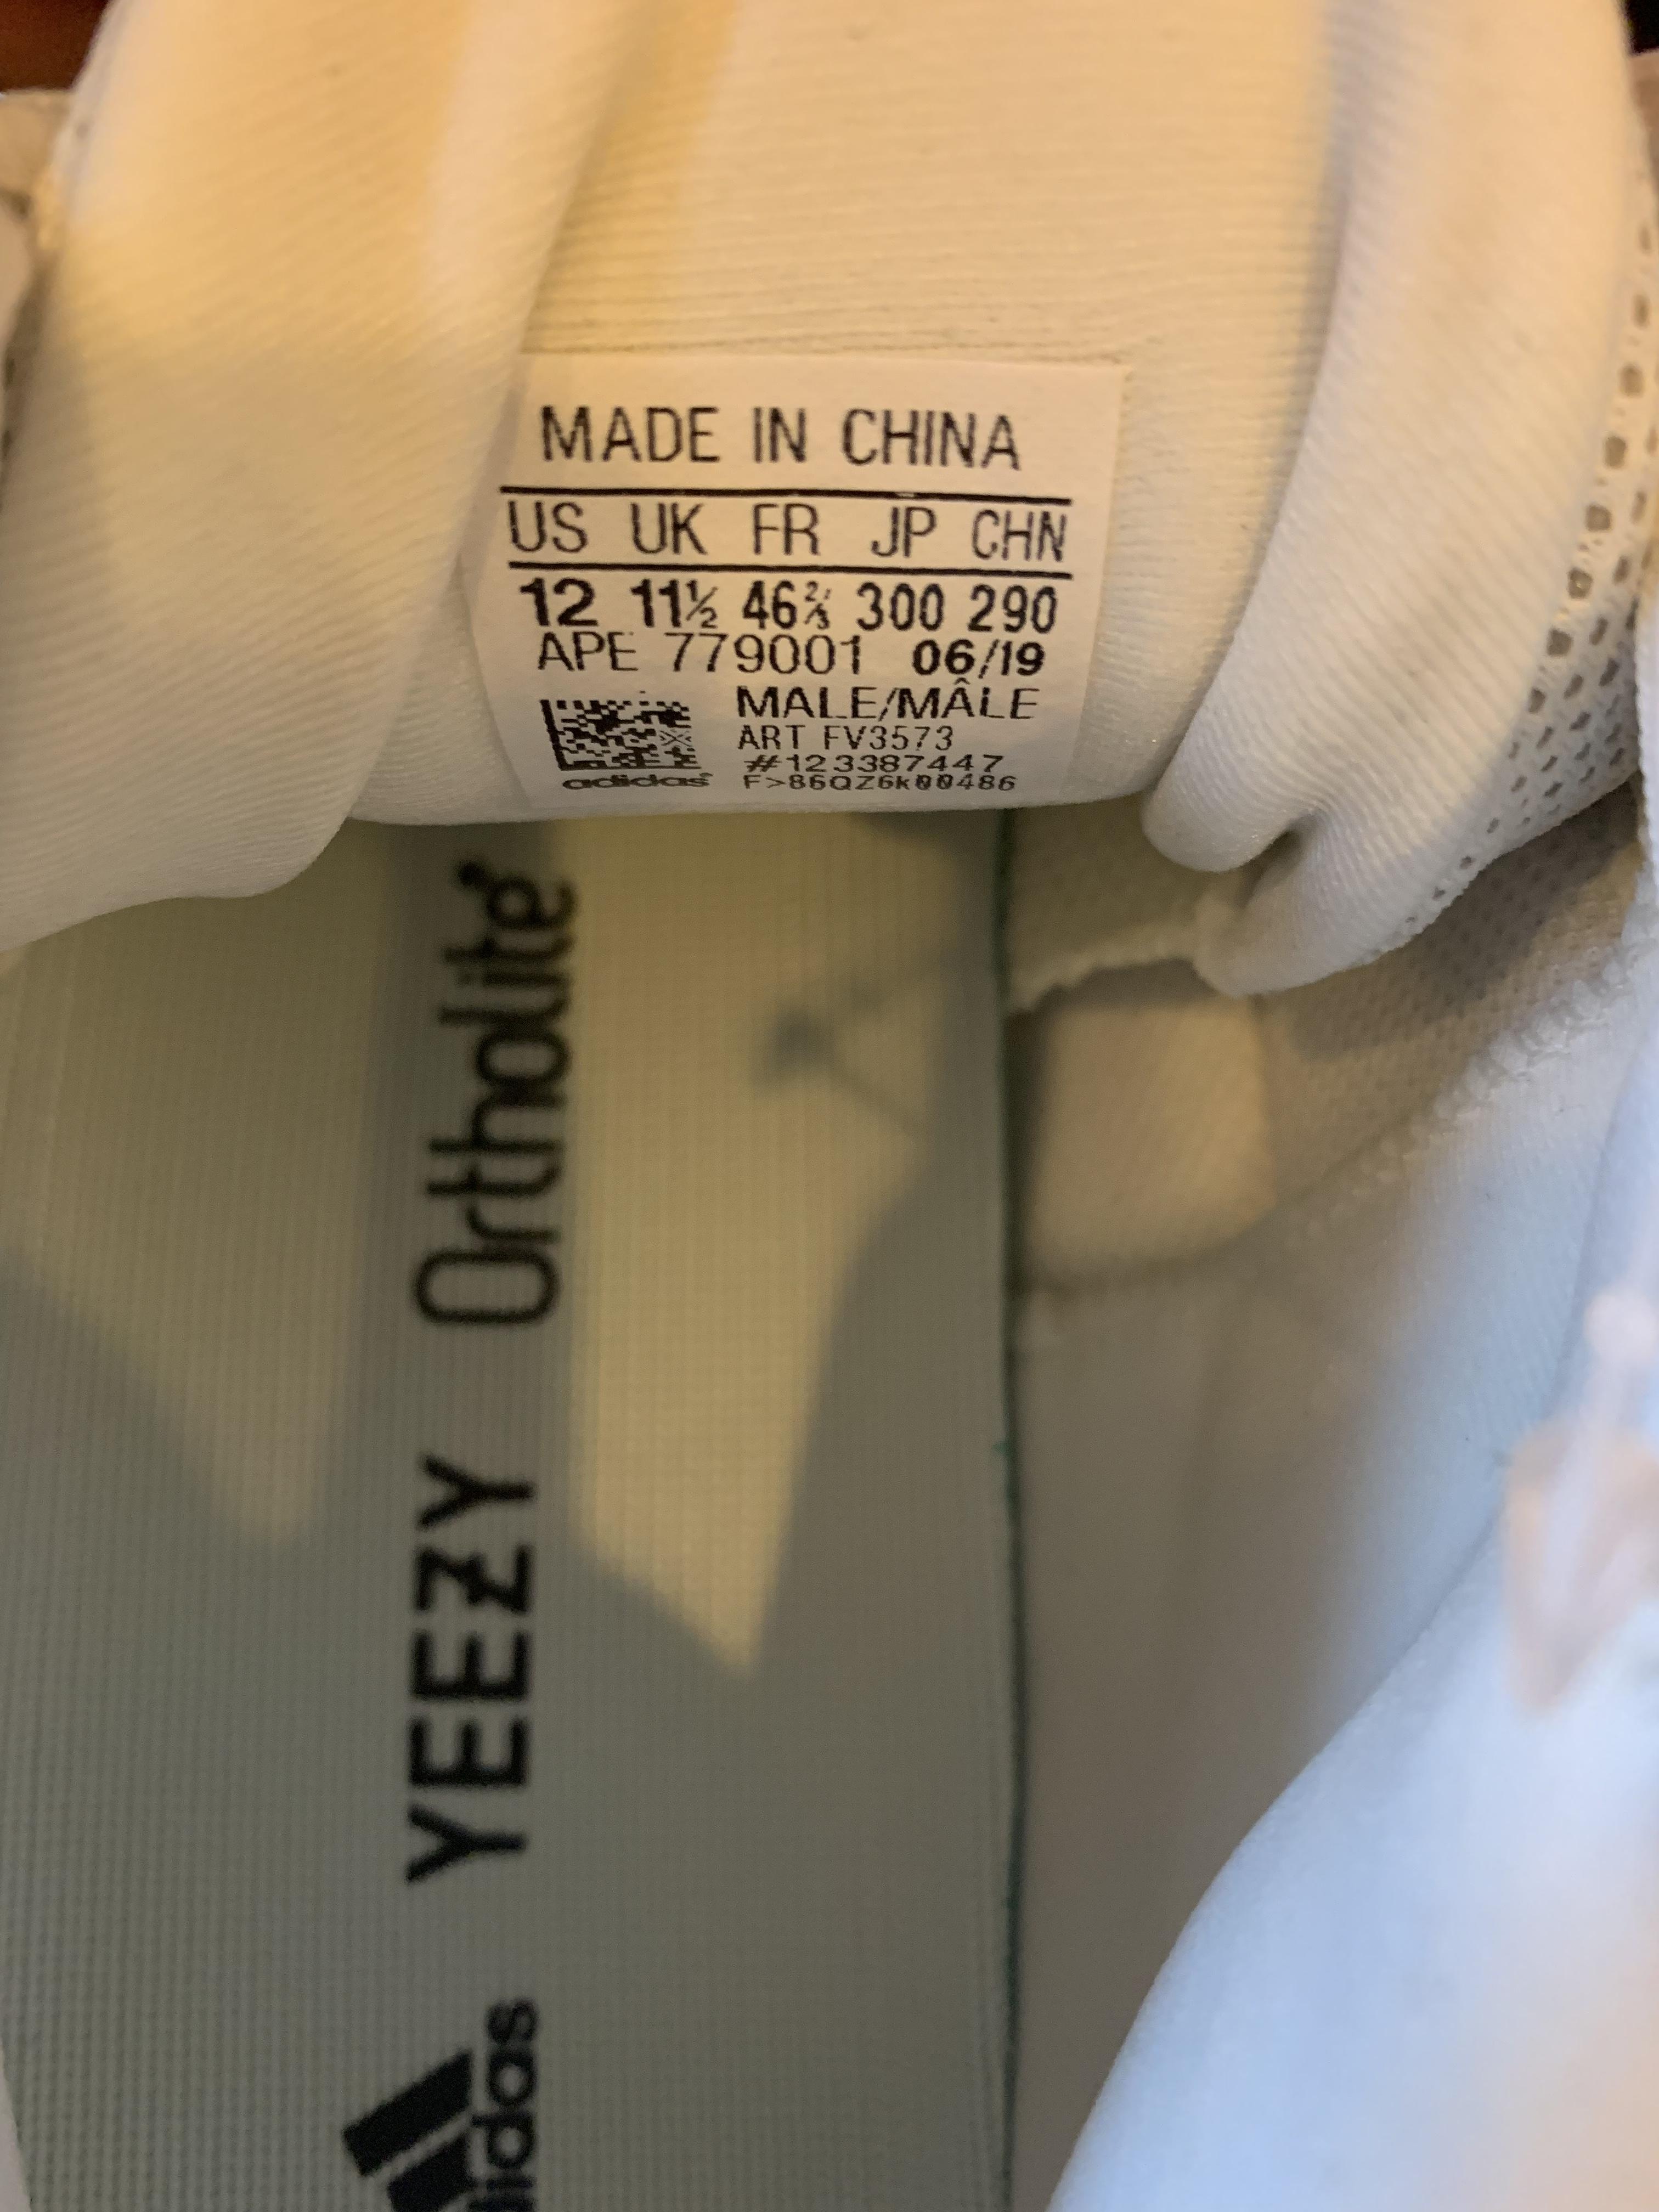 MADE IN CHINA
US UK FR JP CHN
12 11½ 46⅔ 300 290
APE 779001 06/19
MALE/MÂLE
ART FV3573
#123387447
adidas
F>86QZ6k00486
Ortholite
YEEZY
adidas